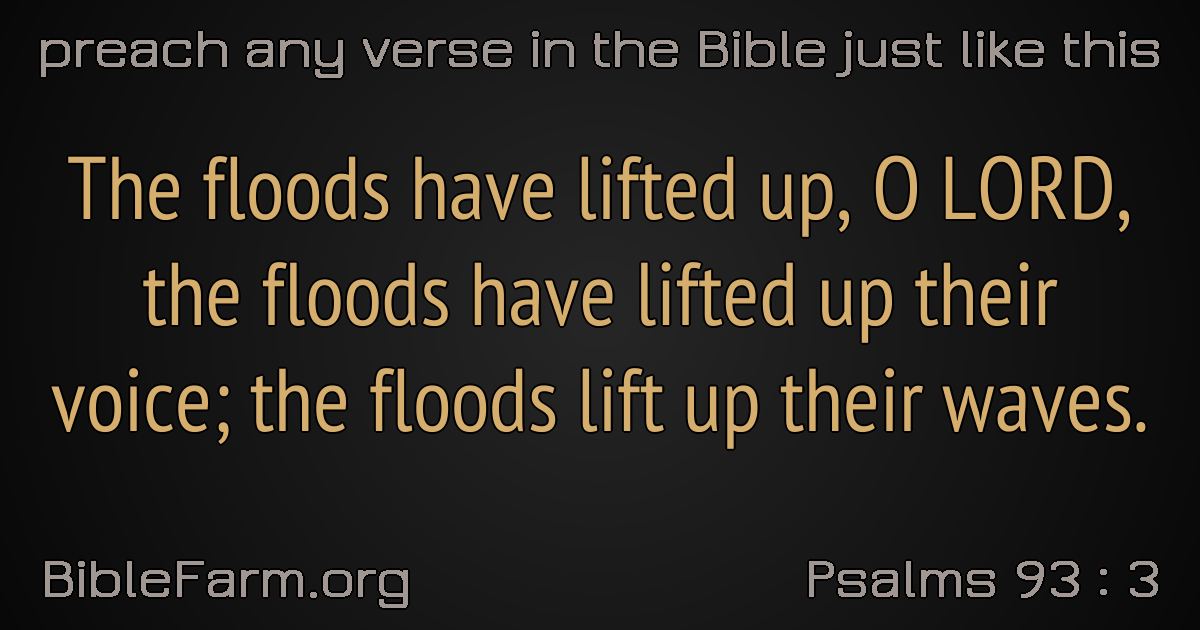 preach any verse in the Bible just like this
The floods have lifted up, O LORD,
the floods have lifted up their
voice; the floods lift up their waves.
BibleFarm.org
Psalms 93 : 3